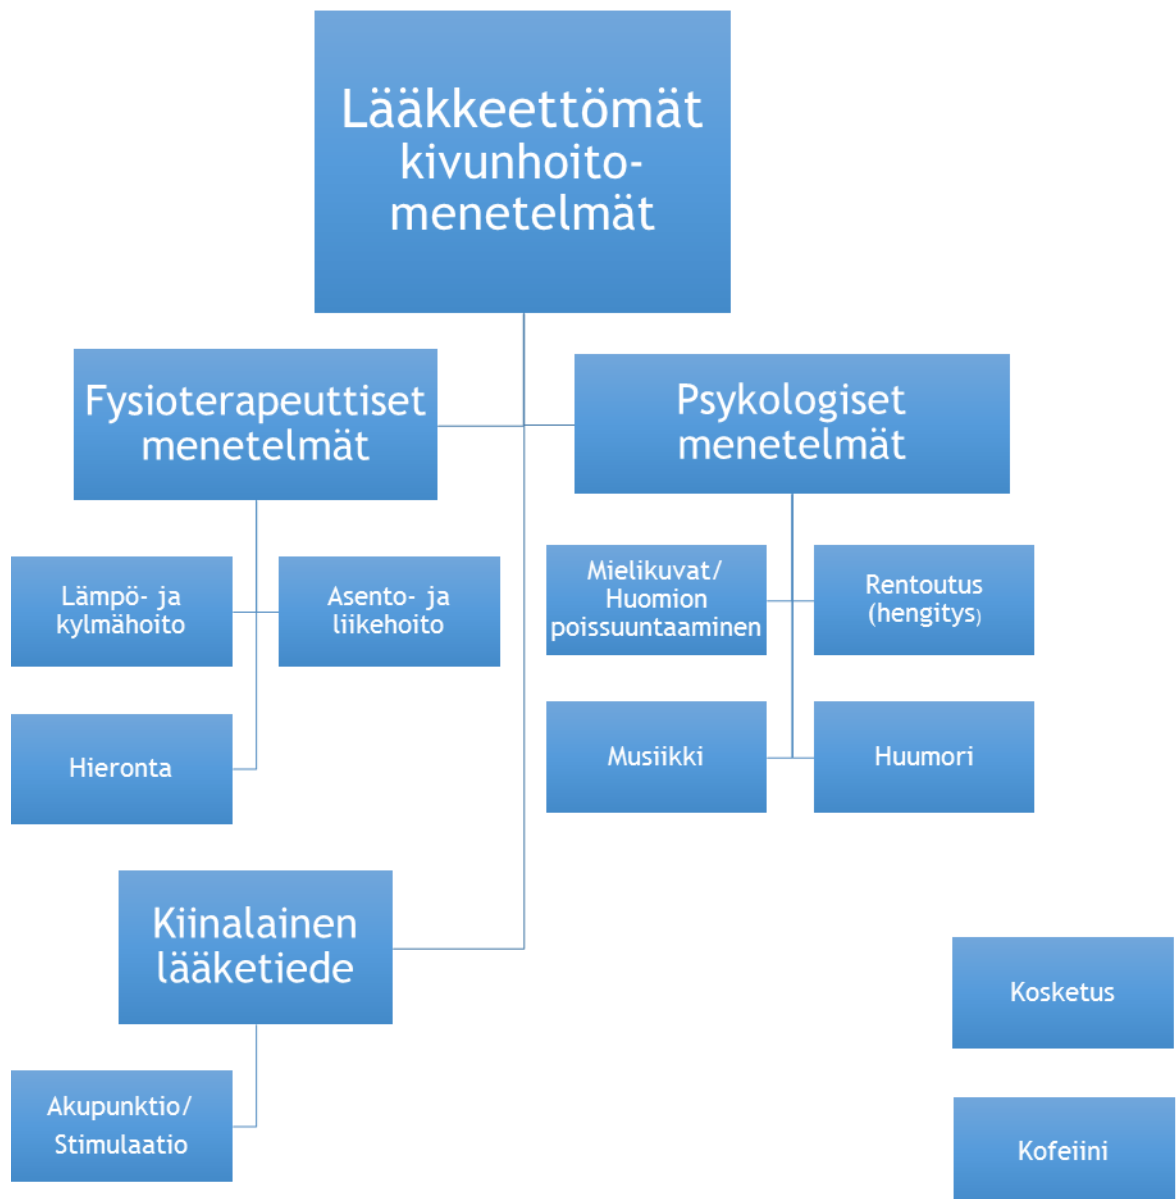 Lääkkeettömät
kivunhoito-
menetelmät
Fysioterapeuttiset
menetelmät
Psykologiset
menetelmät
Lämpö- ja
kylmähoito
Asento- ja
liikehoito
Mielikuvat/
Huomion
poissuuntaaminen
Rentoutus
(hengitys)
Hieronta
Musiikki
Huumori
Kiinalainen
lääketiede
Kosketus
Akupunktio/
Stimulaatio
Kofeiini